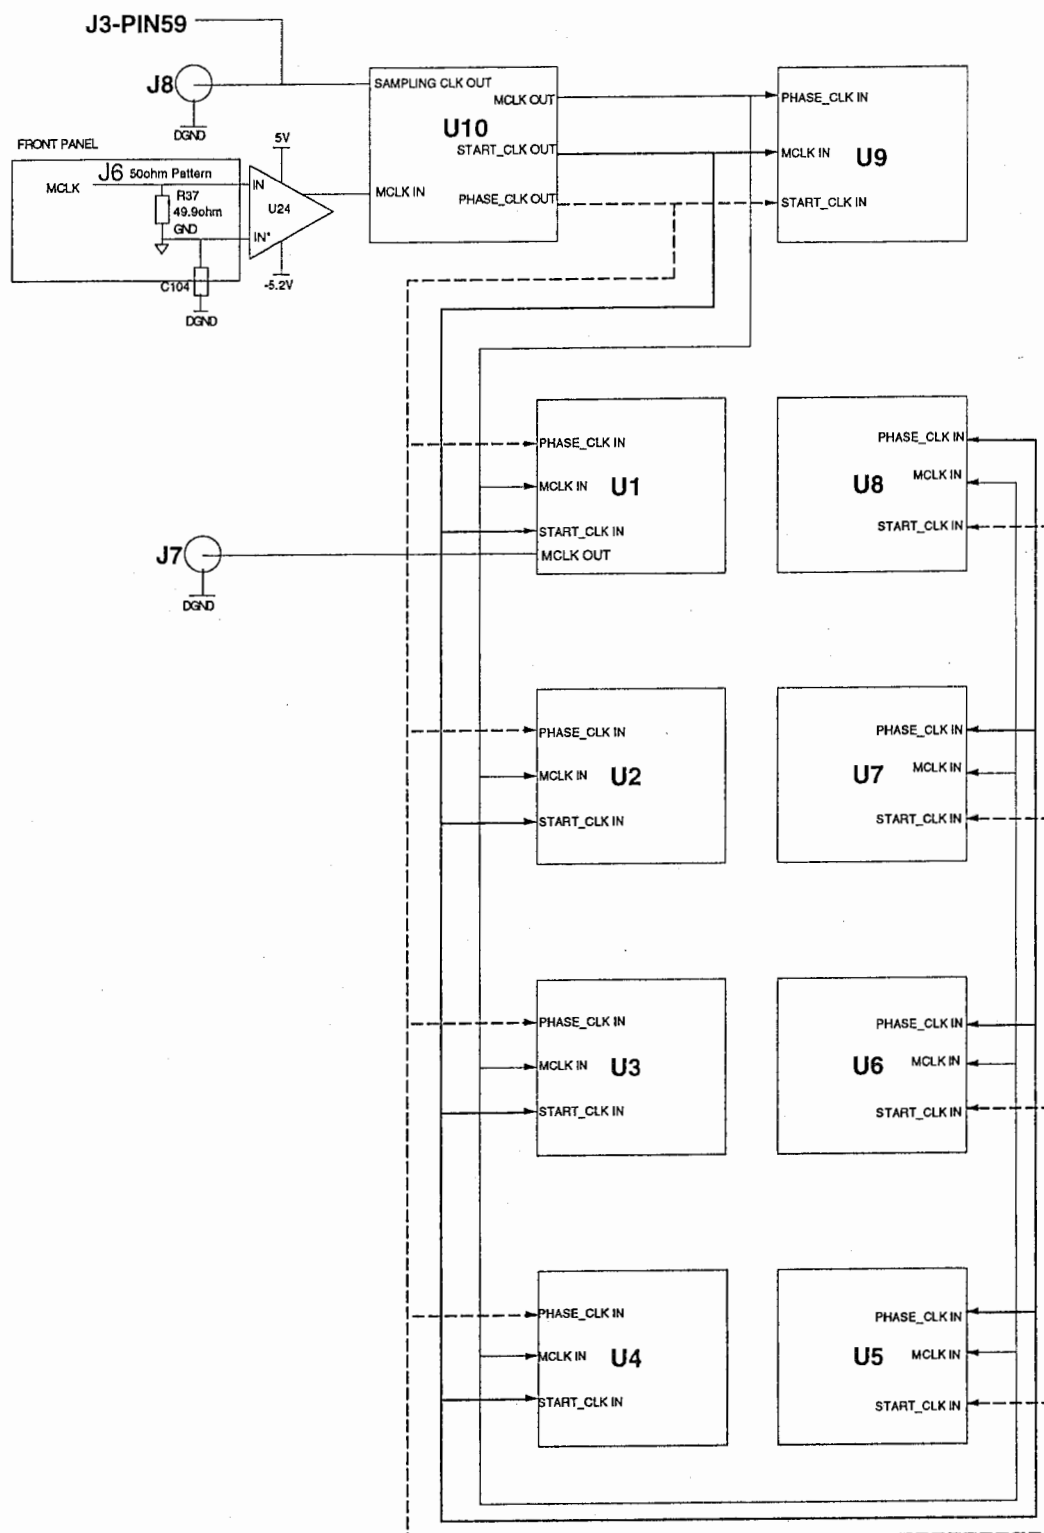 J3-PIN59
J8
DGND
SAMPLING CLK OUT
MCLK OUT
U10
START_CLK OUT
PHASE_CLK OUT
MCLK IN
PHASE_CLK IN
MCLK IN
U9
START_CLK IN
FRONT PANEL
MCLK
J6 50ohm Pattern
R37
49.9ohm
GND
5V
IN
U24
IN*
-5.2V
C104
DGND
PHASE_CLK IN
MCLK IN
U1
START_CLK IN
MCLK OUT
PHASE_CLK IN
U8
MCLK IN
START_CLK IN
J7
DGND
PHASE_CLK IN
MCLK IN
U2
START_CLK IN
PHASE_CLK IN
U7
MCLK IN
START_CLK IN
PHASE_CLK IN
MCLK IN
U3
START_CLK IN
PHASE_CLK IN
U6
MCLK IN
START_CLK IN
PHASE_CLK IN
MCLK IN
U4
START_CLK IN
PHASE_CLK IN
U5
MCLK IN
START_CLK IN